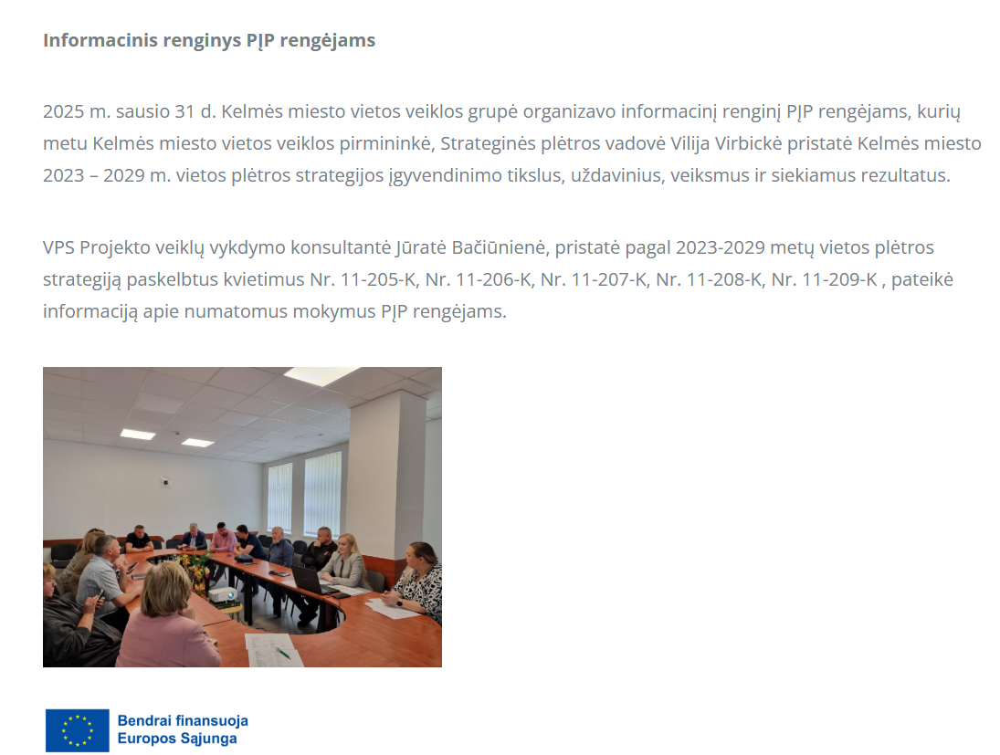 Informacinis renginys PĮP rengėjams
2025 m. sausio 31 d. Kelmės miesto vietos veiklos grupė organizavo informacinį renginį PĮP rengėjams, kurių
metu Kelmės miesto vietos veiklos pirmininkė, Strateginės plėtros vadovė Vilija Virbickė pristatė Kelmės miesto
2023 – 2029 m. vietos plėtros strategijos įgyvendinimo tikslus, uždavinius, veiksmus ir siekiamus rezultatus.
VPS Projekto veiklų vykdymo konsultantė Jūratė Bačiūnienė, pristatė pagal 2023-2029 metų vietos plėtros
strategiją paskelbtus kvietimus Nr. 11-205-K, Nr. 11-206-K, Nr. 11-207-K, Nr. 11-208-K, Nr. 11-209-K , pateikė
informaciją apie numatomus mokymus PĮP rengėjams.
Bendrai finansuoja
Europos Sąjunga